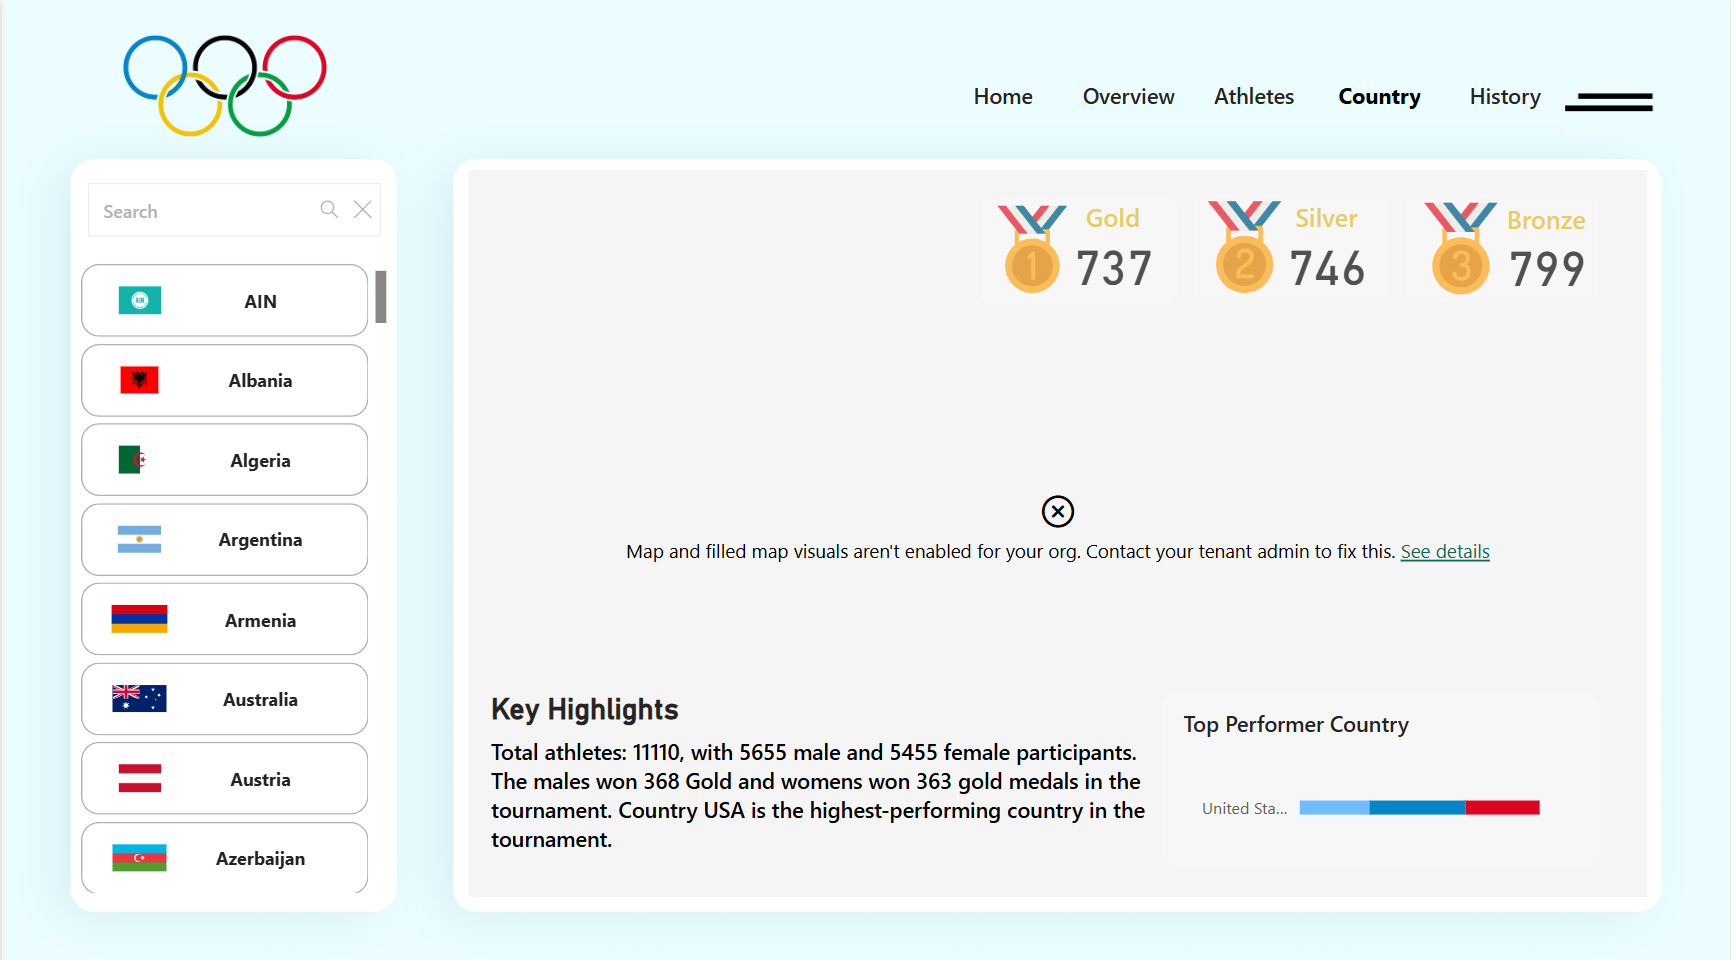 Home Overview Athletes Country History
Search
AIN
AIN
Albania
Algeria
Argentina
Armenia
Australia
Austria
Azerbaijan
1 Gold 737
2 Silver 746
3 Bronze 799
Map and filled map visuals aren't enabled for your org. Contact your tenant admin to fix this. See details
Key Highlights
Total athletes: 11110, with 5655 male and 5455 female participants.
The males won 368 Gold and womens won 363 gold medals in the
tournament. Country USA is the highest-performing country in the
tournament.
Top Performer Country
United Sta...